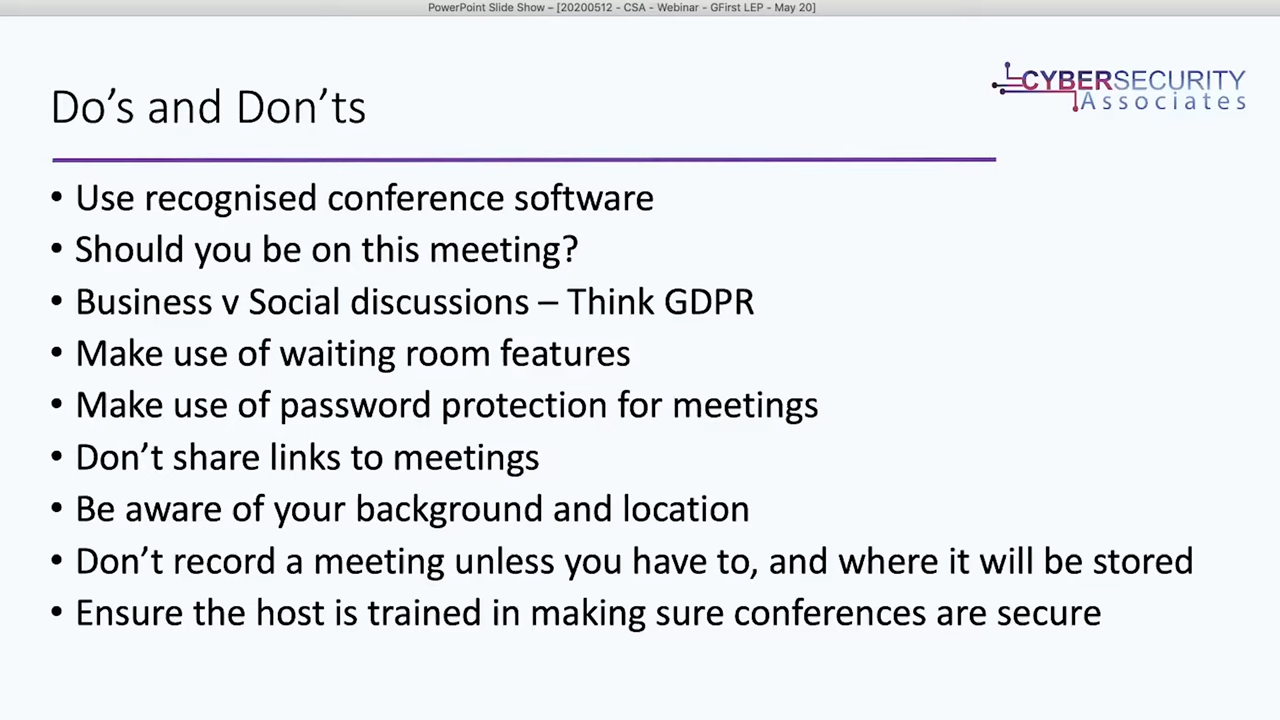 PowerPoint Slide Show – [20200512 - CSA - Webinar - GFirst LEP - May 20]
CYBERSECURITY
Associates
Do’s and Don’ts
• Use recognised conference software
• Should you be on this meeting?
• Business v Social discussions – Think GDPR
• Make use of waiting room features
• Make use of password protection for meetings
• Don’t share links to meetings
• Be aware of your background and location
• Don’t record a meeting unless you have to, and where it will be stored
• Ensure the host is trained in making sure conferences are secure